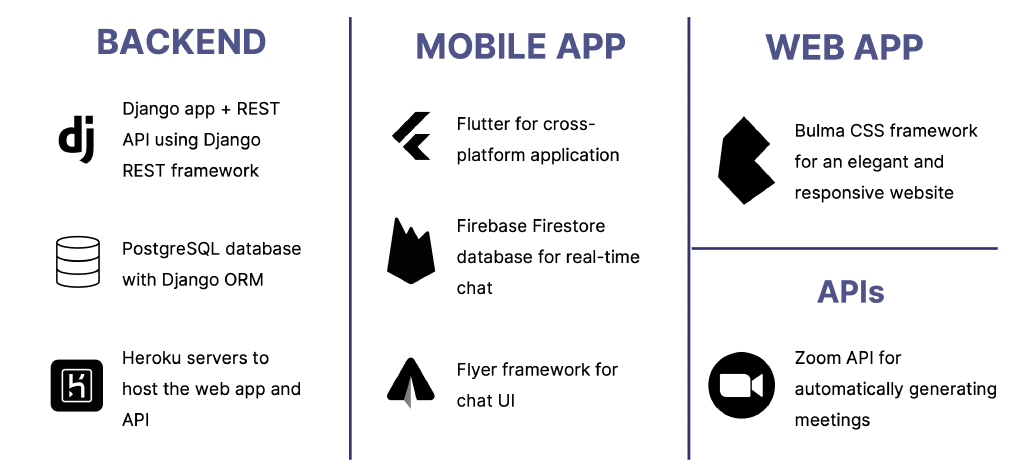 BACKEND
dj
Django app + REST
API using Django
REST framework
PostgreSQL database
with Django ORM
Heroku servers to
host the web app and
API
MOBILE APP
Flutter for cross-
platform application
Firebase Firestore
database for real-time
chat
Flyer framework for
chat UI
WEB APP
Bulma CSS framework
for an elegant and
responsive website
APIs
Zoom API for
automatically generating
meetings